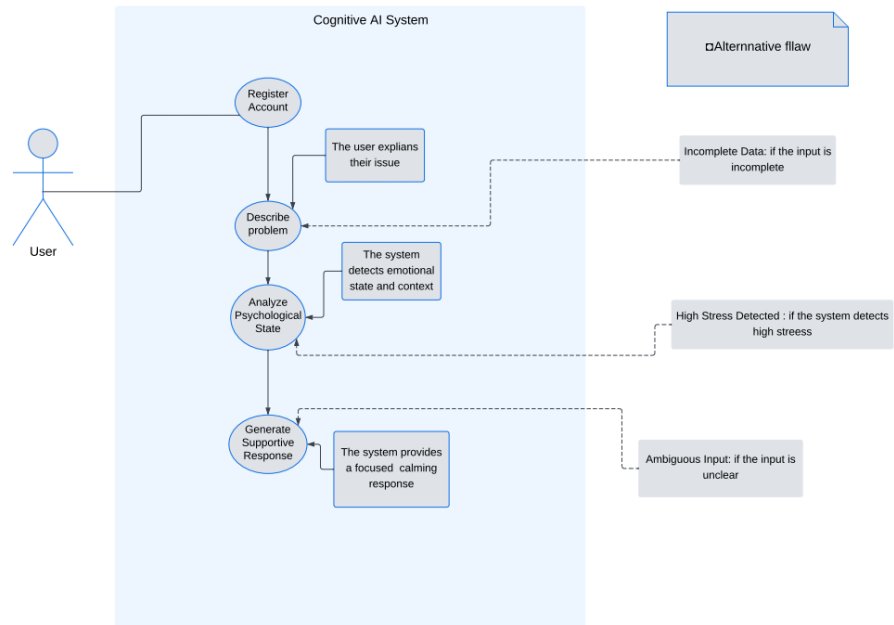 Cognitive AI System
▯Alternnative fllaw
Register
Account
The user explians
their issue
Incomplete Data: if the input is
incomplete
User
Describe
problem
The system
detects emotional
state and context
Analyze
Psychological
State
High Stress Detected : if the system detects
high streess
Generate
Supportive
Response
The system provides
a focused  calming
response
Ambiguous Input: if the input is
unclear